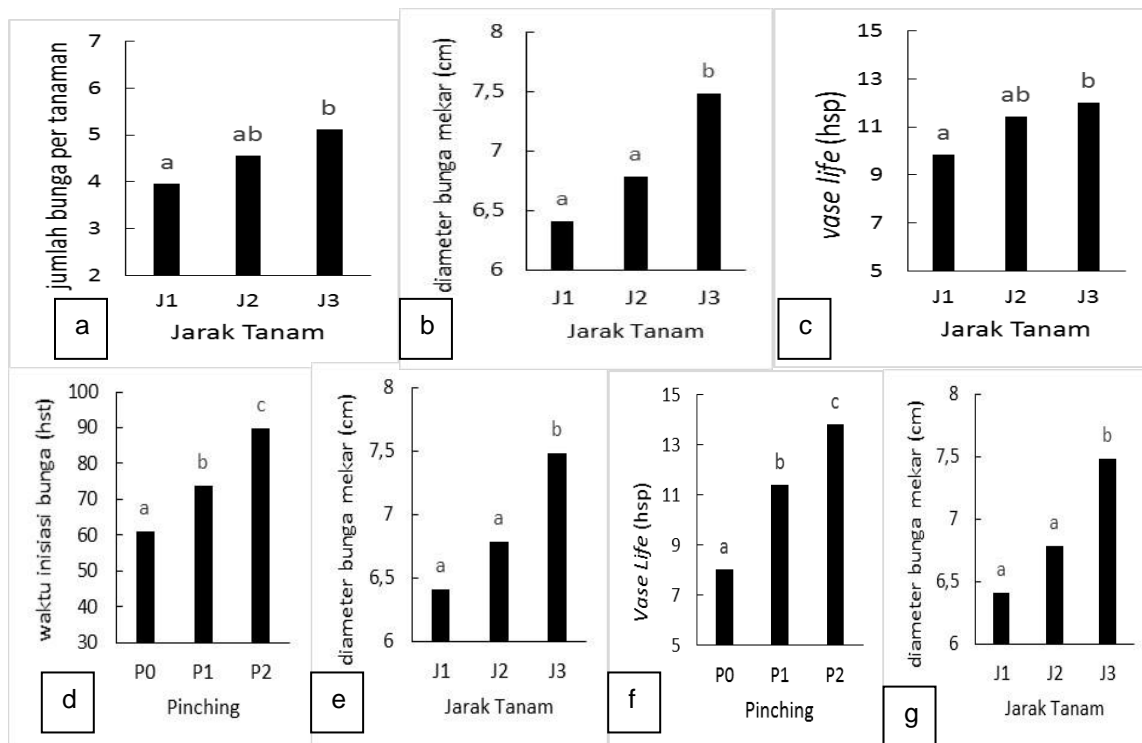 jumlah bunga per tanaman
7
6
5
4
3
2
a
ab
b
J1 J2 J3
Jarak Tanam
a
diameter bunga mekar (cm)
8
7,5
7
6,5
6
a
a
b
J1 J2 J3
Jarak Tanam
b
vase life (hsp)
15
13
11
9
7
5
a
ab
b
J1 J2 J3
Jarak Tanam
c
waktu inisiasi bunga (hst)
100
90
80
70
60
50
40
30
a
b
c
P0 P1 P2
Pinching
d
diameter bunga mekar (cm)
8
7,5
7
6,5
6
a
a
b
J1 J2 J3
Jarak Tanam
e
Vase Life (hsp)
15
13
11
9
7
5
a
b
c
P0 P1 P2
Pinching
f
diameter bunga mekar (cm)
8
7,5
7
6,5
6
a
a
b
J1 J2 J3
Jarak Tanam
g